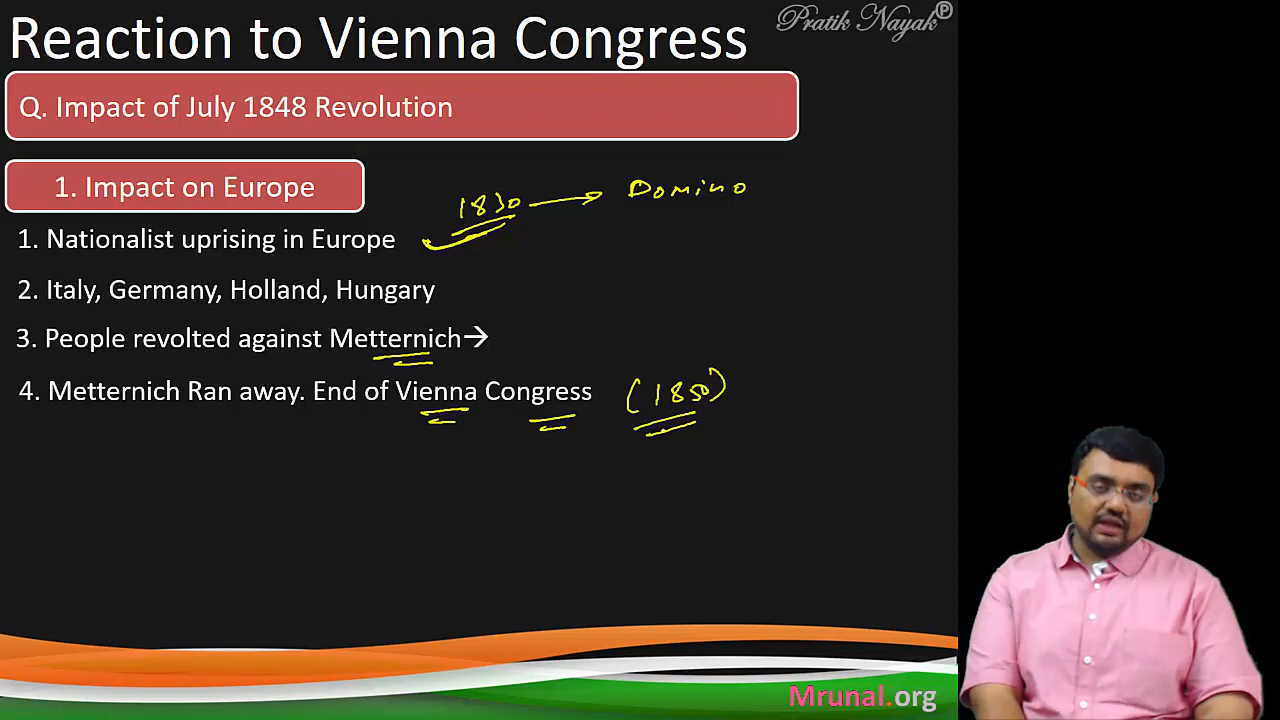 Reaction to Vienna Congress
Pratik Nayak℗
Q. Impact of July 1848 Revolution
1. Impact on Europe
1830 → Domino
1. Nationalist uprising in Europe
2. Italy, Germany, Holland, Hungary
3. People revolted against Metternich→
4. Metternich Ran away. End of Vienna Congress (1850)
Mrunal.org